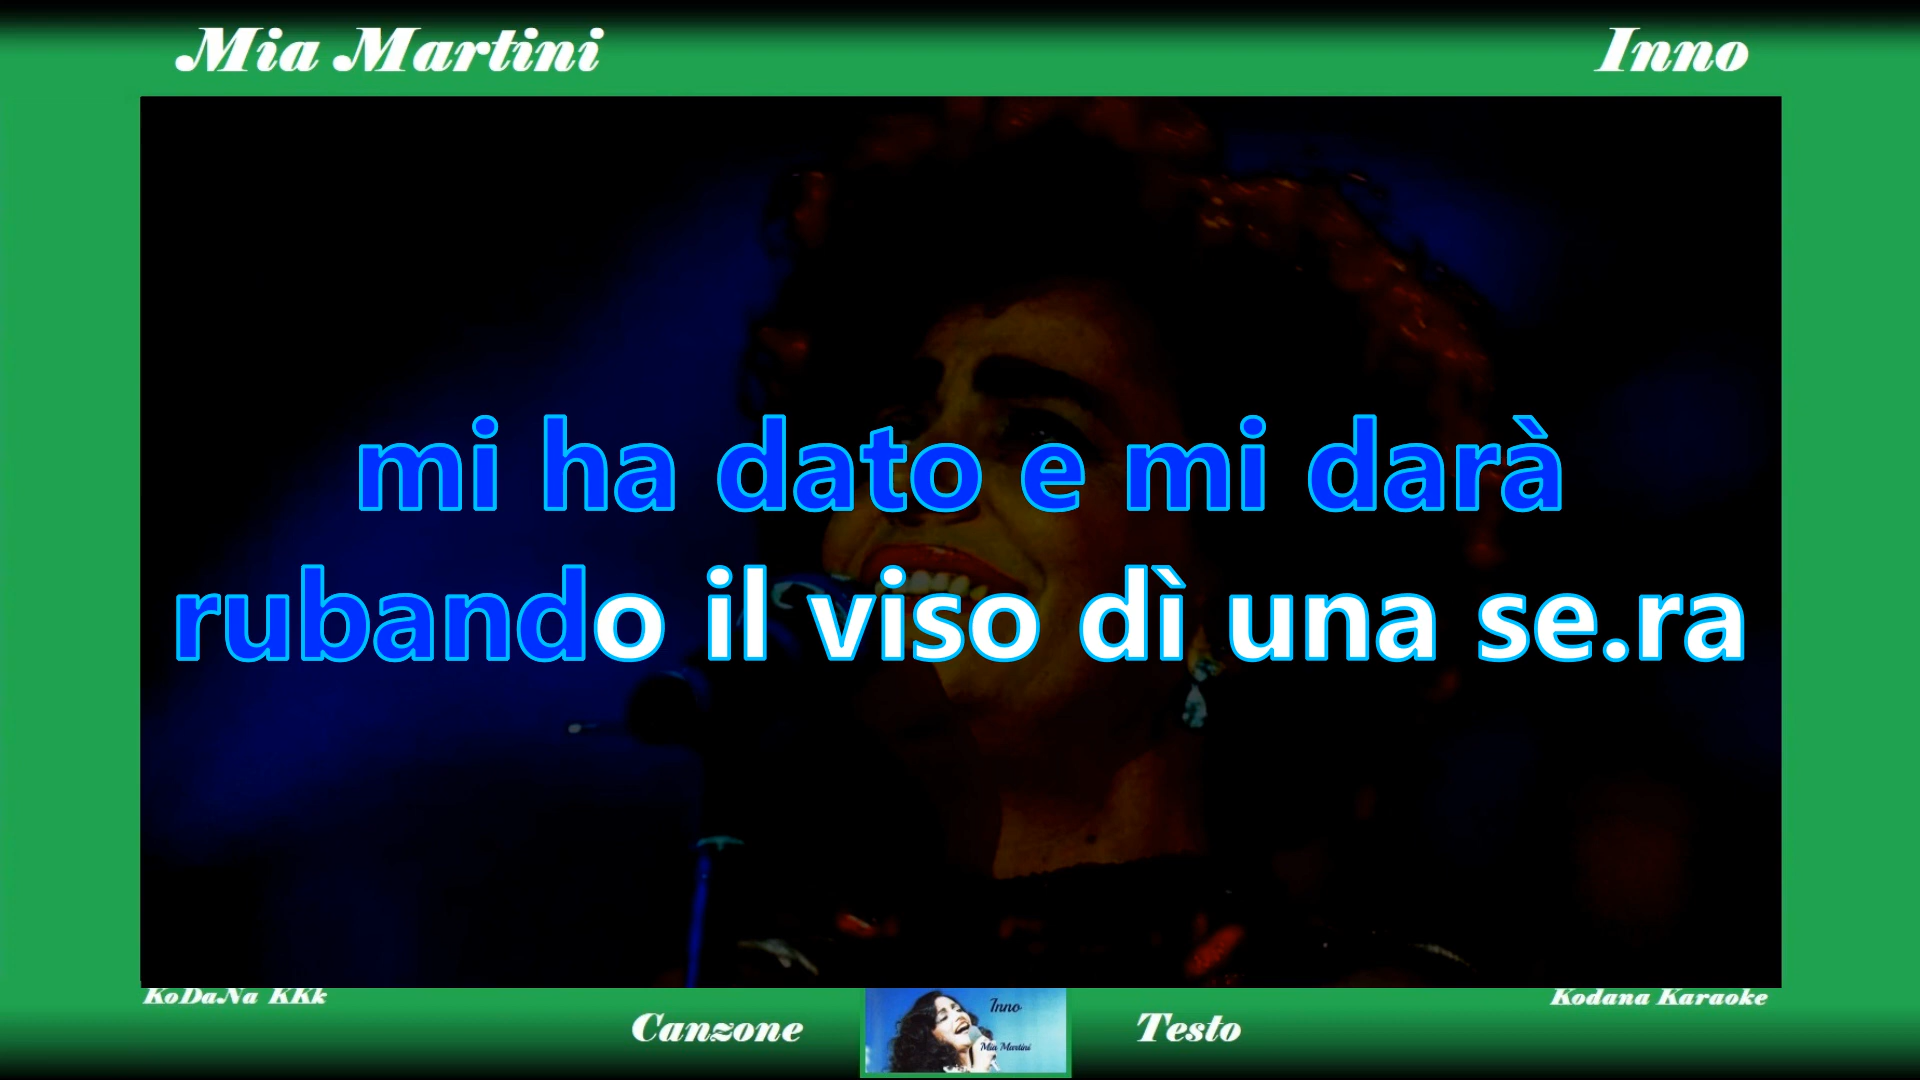 Mia Martini
Inno
mi ha dato e mi darà
rubando il viso dì una se.ra
KoDaNa KKk
Kodana Karaoke
Canzone
Inno
Mia Martini
Testo